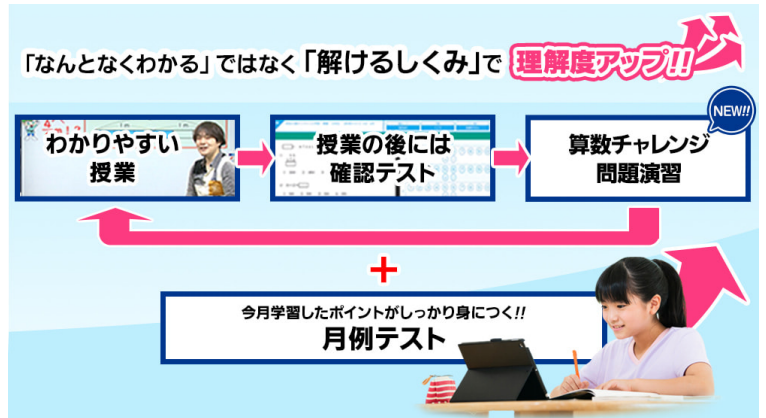 「なんとなくわかる」ではなく「解けるしくみ」で 理解度アップ!!
NEW!!
わかりやすい
授業
授業の後には
確認テスト
算数チャレンジ
問題演習
+
今月学習したポイントがしっかり身につく!!
月例テスト